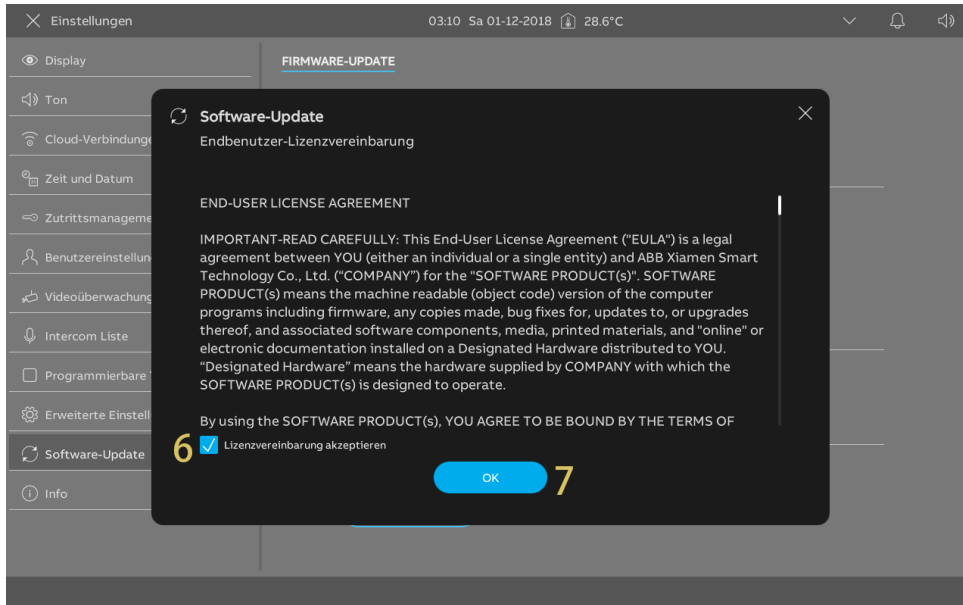 Einstellungen
03:10 Sa 01-12-2018 28.6°C
Display
FIRMWARE-UPDATE
Ton
Cloud-Verbindunge
Zeit und Datum
Zutrittsmanageme
Benutzereinstellun
Videoüberwachung
Intercom Liste
Programmierbare
Erweiterte Einstell
Software-Update
Info
Software-Update
Endbenutzer-Lizenzvereinbarung
END-USER LICENSE AGREEMENT
IMPORTANT-READ CAREFULLY: This End-User License Agreement ("EULA") is a legal
agreement between YOU (either an individual or a single entity) and ABB Xiamen Smart
Technology Co., Ltd. (“COMPANY”) for the "SOFTWARE PRODUCT(s)". SOFTWARE
PRODUCT(s) means the machine readable (object code) version of the computer
programs including firmware, any copies made, bug fixes for, updates to, or upgrades
thereof, and associated software components, media, printed materials, and "online" or
electronic documentation installed on a Designated Hardware distributed to YOU.
“Designated Hardware” means the hardware supplied by COMPANY with which the
SOFTWARE PRODUCT(s) is designed to operate.
By using the SOFTWARE PRODUCT(s), YOU AGREE TO BE BOUND BY THE TERMS OF
6 Lizenzvereinbarung akzeptieren
OK 7